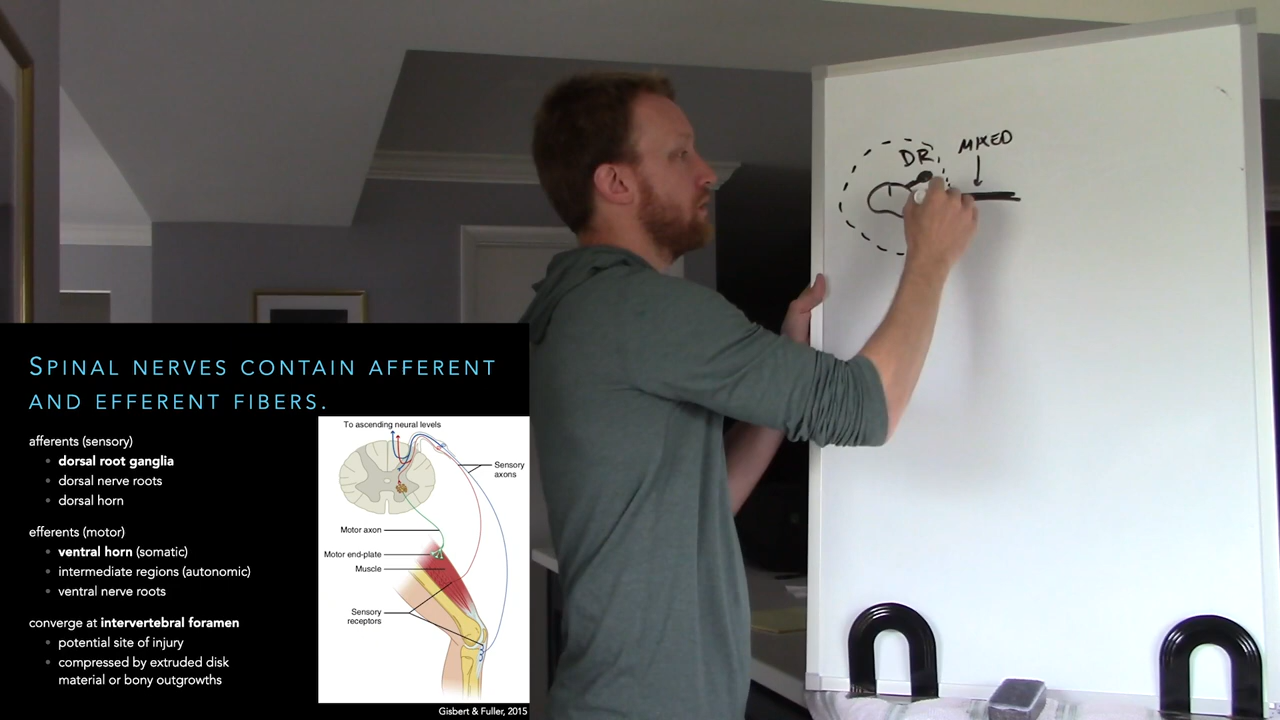 SPINAL NERVES CONTAIN AFFERENT
AND EFFERENT FIBERS.
afferents (sensory)
• dorsal root ganglia
• dorsal nerve roots
• dorsal horn
efferents (motor)
• ventral horn (somatic)
• intermediate regions (autonomic)
• ventral nerve roots
converge at intervertebral foramen
• potential site of injury
• compressed by extruded disk
material or bony outgrowths
To ascending neural levels
Sensory
axons
Motor axon
Motor end-plate
Muscle
Sensory
receptors
Gisbert & Fuller, 2015
DR
MIXED